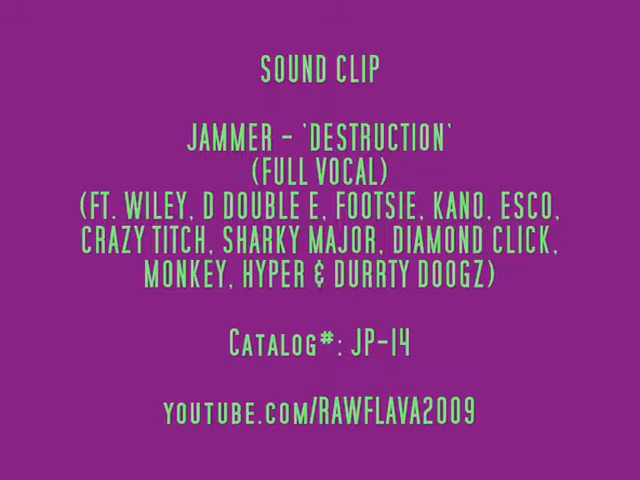 SOUND CLIP
JAMMER - 'DESTRUCTION'
(FULL VOCAL)
(FT. WILEY, D DOUBLE E, FOOTSIE, KANO, ESCO,
CRAZY TITCH, SHARKY MAJOR, DIAMOND CLICK,
MONKEY, HYPER & DURRTY DOOGZ)
CATALOG#: JP-14
YOUTUBE.COM/RAWFLAVA2009